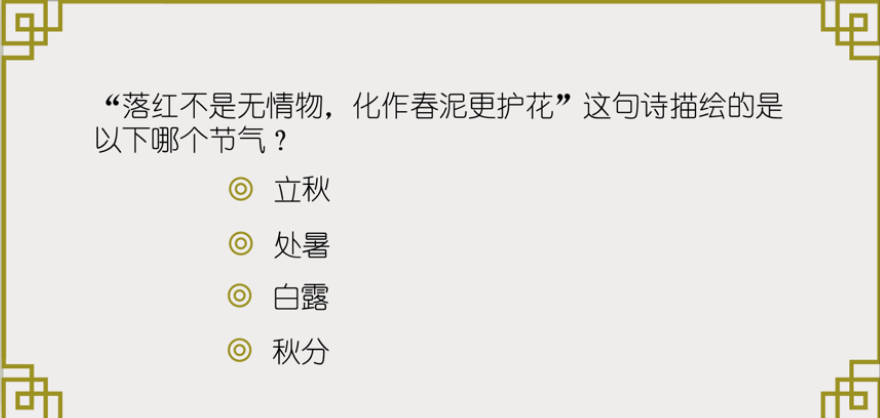 “落红不是无情物，化作春泥更护花”这句诗描绘的是
以下哪个节气？
立秋
处暑
白露
秋分